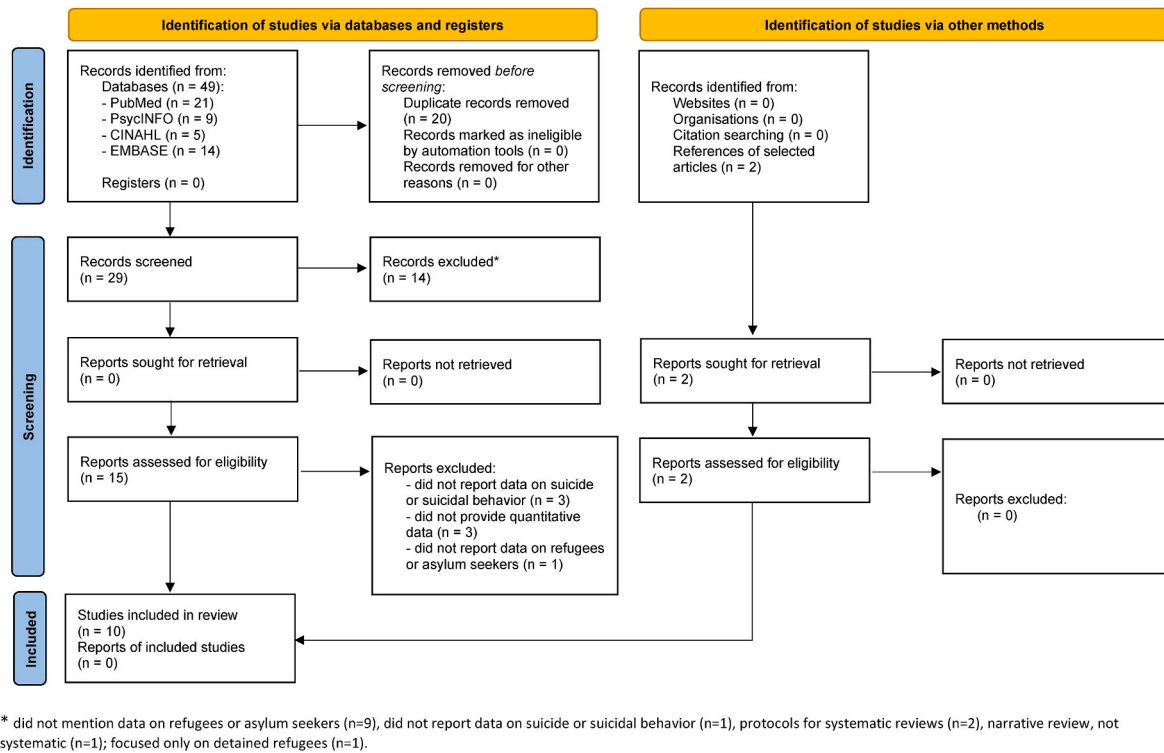 Identification of studies via databases and registers
Identification of studies via other methods
Identification
Records identified from:
Databases (n = 49):
- PubMed (n = 21)
- PsycINFO (n = 9)
- CINAHL (n = 5)
- EMBASE (n = 14)
Registers (n = 0)
Records removed before
screening:
Duplicate records removed
(n = 20)
Records marked as ineligible
by automation tools (n = 0)
Records removed for other
reasons (n = 0)
Records identified from:
Websites (n = 0)
Organisations (n = 0)
Citation searching (n = 0)
References of selected
articles (n = 2)
Screening
Records screened
(n = 29)
Records excluded*
(n = 14)
Reports sought for retrieval
(n = 0)
Reports not retrieved
(n = 0)
Reports sought for retrieval
(n = 2)
Reports not retrieved
(n = 0)
Reports assessed for eligibility
(n = 15)
Reports excluded:
- did not report data on suicide
or suicidal behavior (n = 3)
- did not provide quantitative
data (n = 3)
- did not report data on refugees
or asylum seekers (n = 1)
Reports assessed for eligibility
(n = 2)
Reports excluded:
(n = 0)
Included
Studies included in review
(n = 10)
Reports of included studies
(n = 0)
* did not mention data on refugees or asylum seekers (n=9), did not report data on suicide or suicidal behavior (n=1), protocols for systematic reviews (n=2), narrative review, not
systematic (n=1); focused only on detained refugees (n=1).